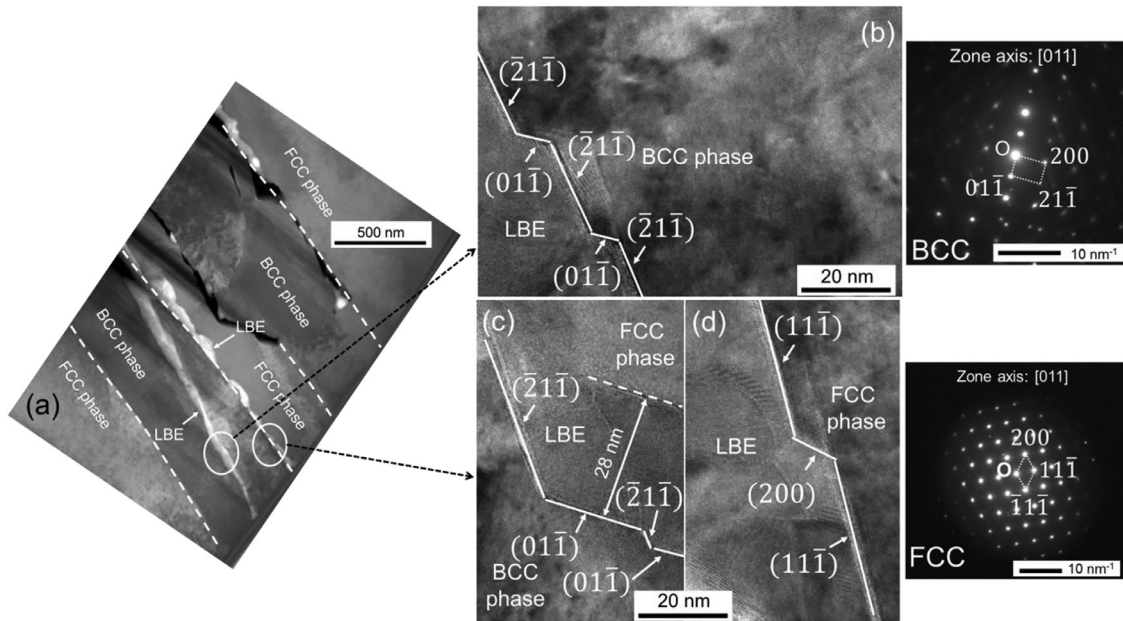 (a)
FCC phase
500 nm
BCC phase
LBE
BCC phase
FCC phase
FCC phase
LBE
(b)
(2̄11̄)
(2̄11̄)
BCC phase
(011̄)
LBE
(011̄)
(2̄11̄)
20 nm
Zone axis: [011]
O
200
011̄
211̄
BCC
10 nm⁻¹
(c)
FCC
phase
(2̄11̄)
LBE
28 nm
(2̄11̄)
(011̄)
BCC
phase
(011̄)
20 nm
(d)
(111̄)
FCC
phase
LBE
(200)
(111̄)
Zone axis: [011]
200
O
111̄
1̄11̄
FCC
10 nm⁻¹